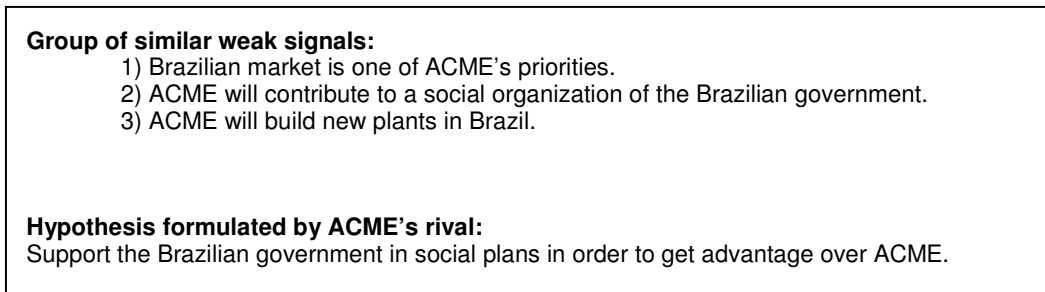 Group of similar weak signals:
1) Brazilian market is one of ACME's priorities.
2) ACME will contribute to a social organization of the Brazilian government.
3) ACME will build new plants in Brazil.
Hypothesis formulated by ACME's rival:
Support the Brazilian government in social plans in order to get advantage over ACME.